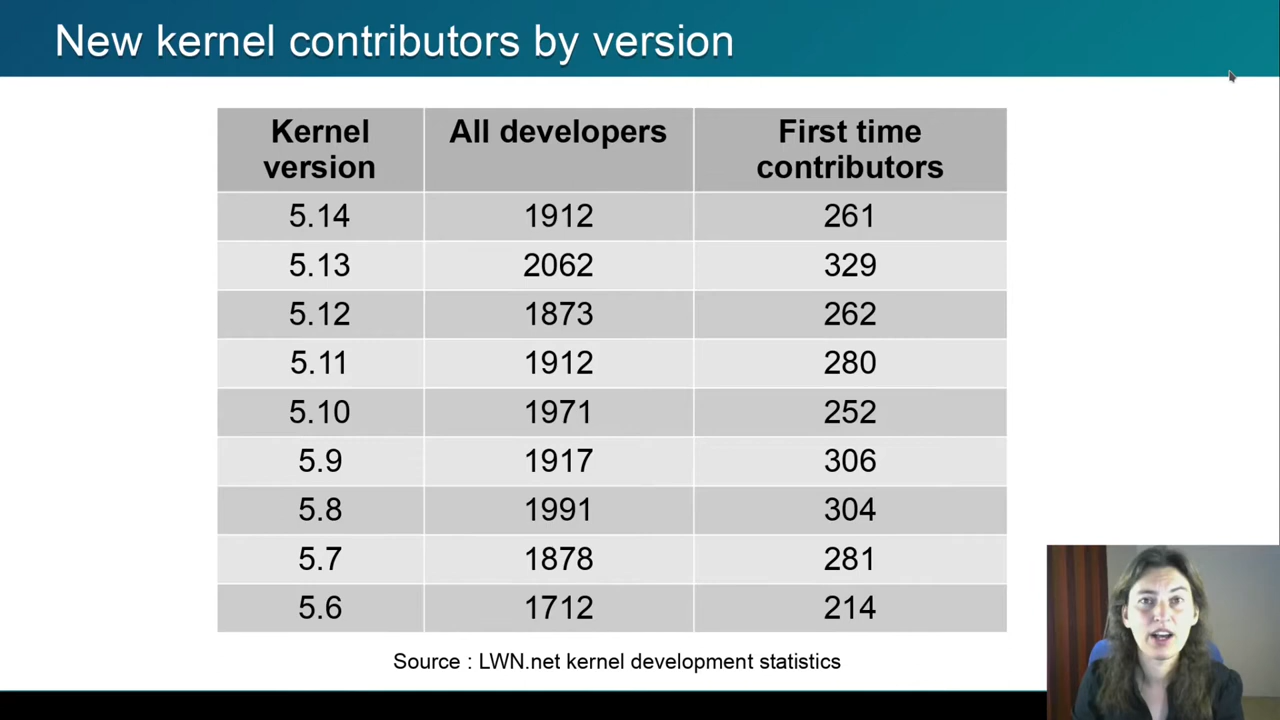 New kernel contributors by version
Kernel version All developers First time contributors
5.14 1912 261
5.13 2062 329
5.12 1873 262
5.11 1912 280
5.10 1971 252
5.9 1917 306
5.8 1991 304
5.7 1878 281
5.6 1712 214
Source : LWN.net kernel development statistics